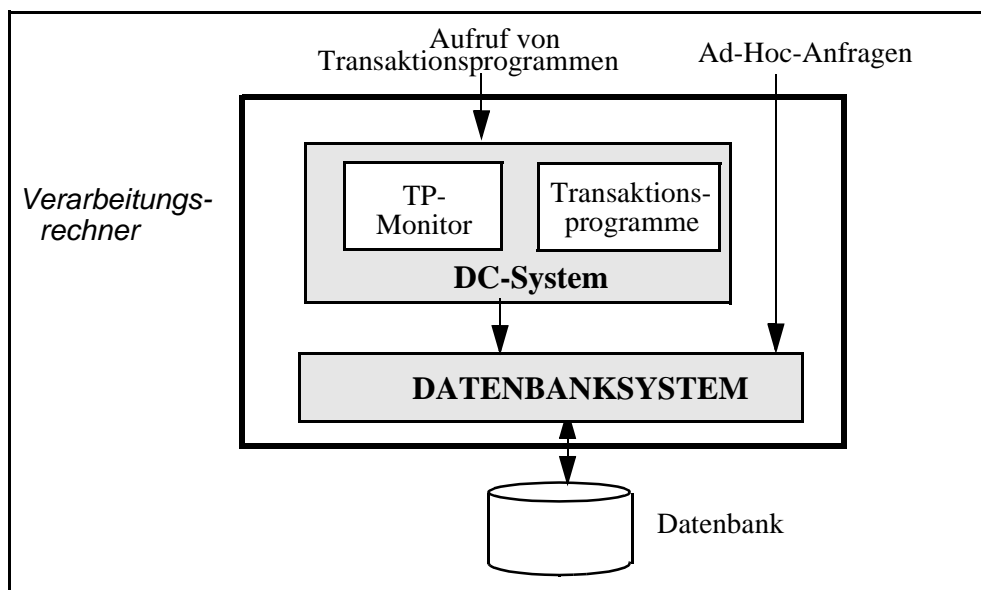 Aufruf von
Transaktionsprogrammen
Ad-Hoc-Anfragen
Verarbeitungs-
rechner
TP-
Monitor
Transaktions-
programme
DC-System
DATENBANKSYSTEM
Datenbank